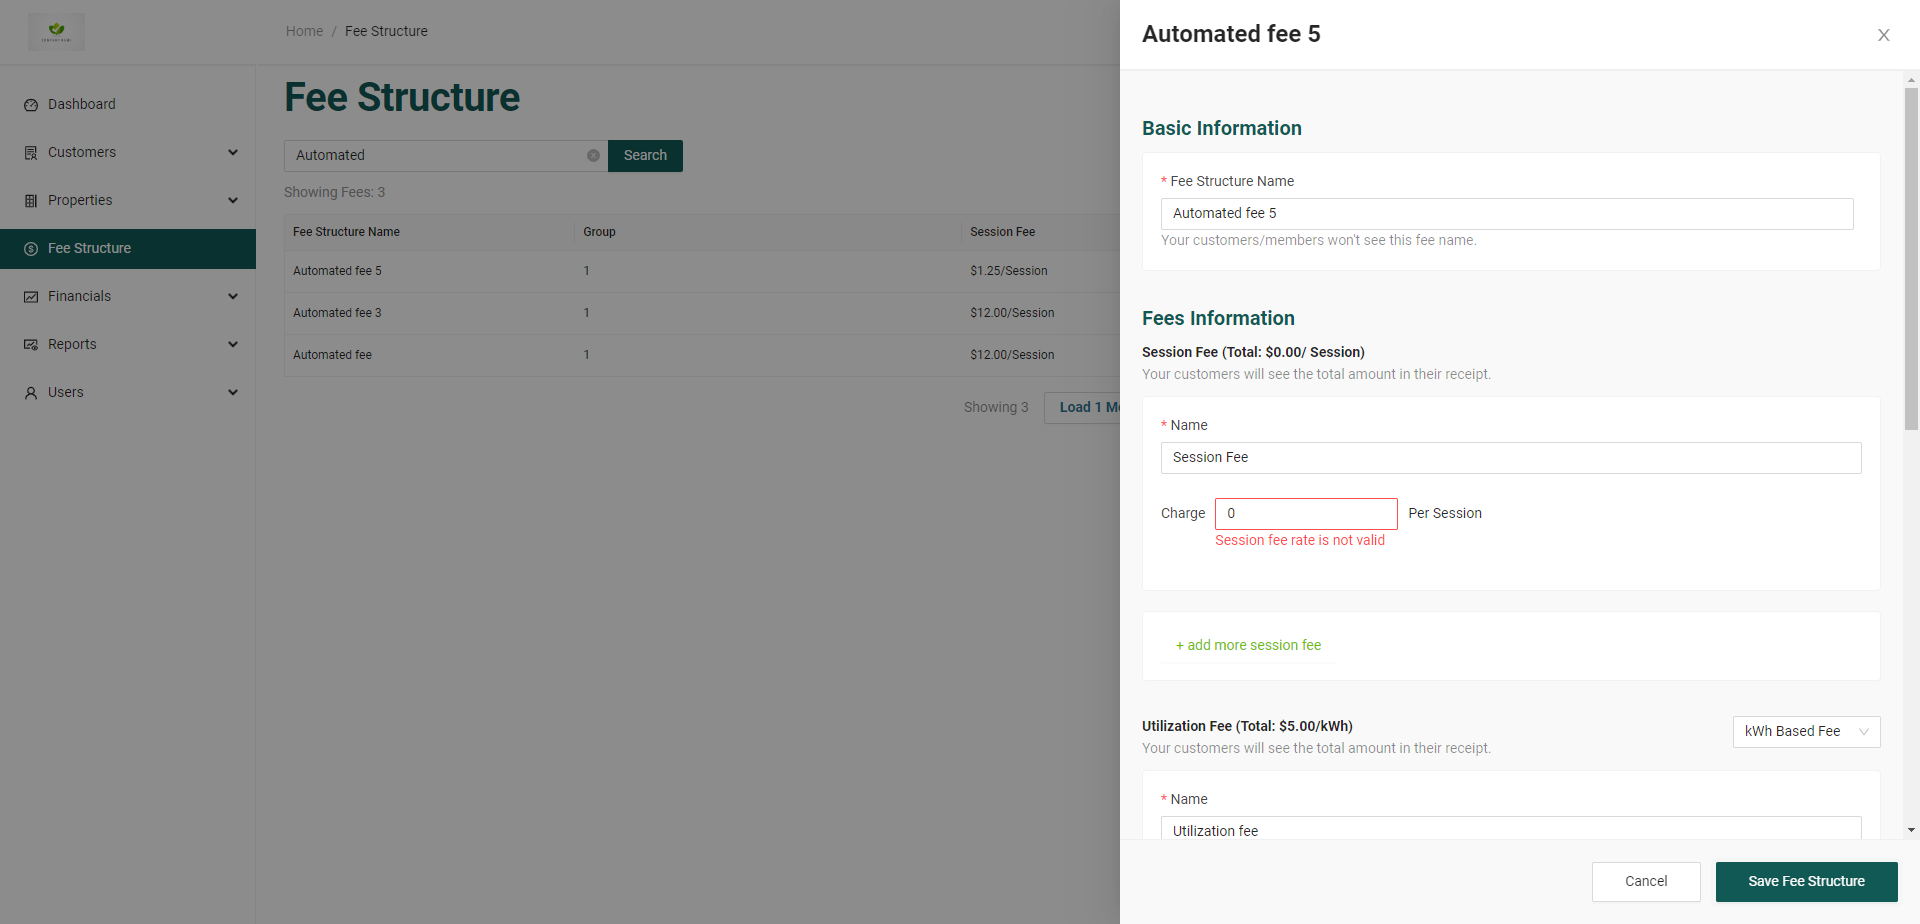 Home / Fee Structure
Dashboard
Customers
Properties
Fee Structure
Financials
Reports
Users
Fee Structure
Automated
Search
Showing Fees: 3
Fee Structure Name Group Session Fee
Automated fee 5 1 $1.25/Session
Automated fee 3 1 $12.00/Session
Automated fee 1 $12.00/Session
Showing 3 Load 1 Mo
Automated fee 5
Basic Information
* Fee Structure Name
Automated fee 5
Your customers/members won't see this fee name.
Fees Information
Session Fee (Total: $0.00/ Session)
Your customers will see the total amount in their receipt.
* Name
Session Fee
Charge 0 Per Session
Session fee rate is not valid
+ add more session fee
Utilization Fee (Total: $5.00/kWh)
kWh Based Fee
Your customers will see the total amount in their receipt.
* Name
Utilization fee
Cancel
Save Fee Structure